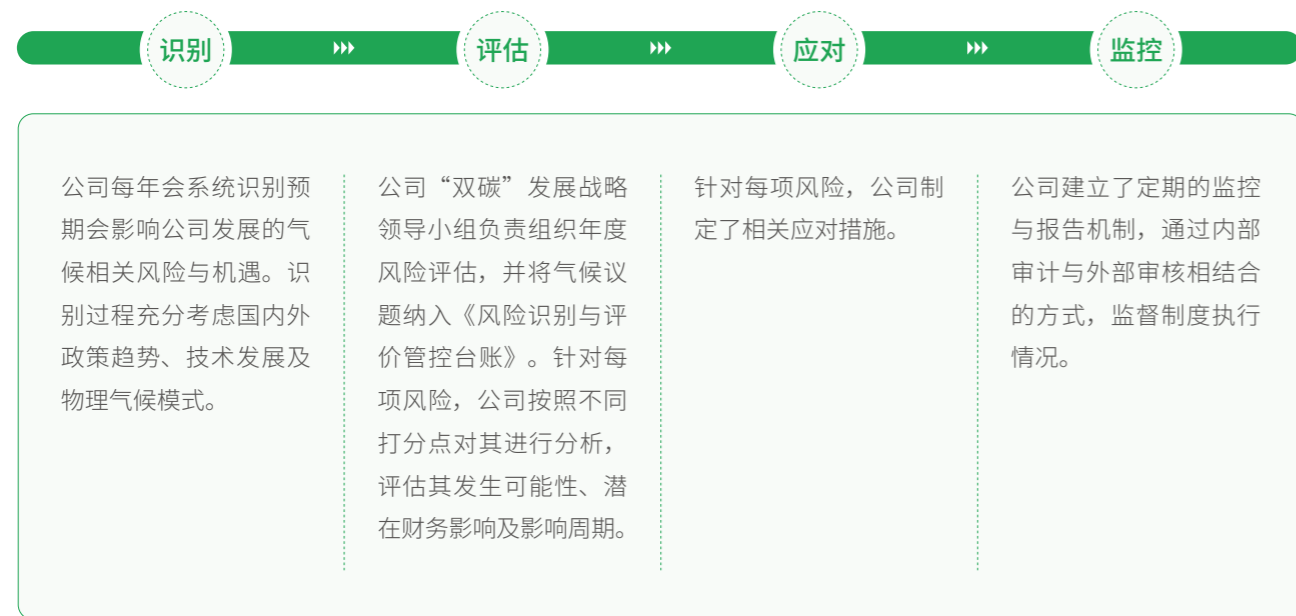 识别
评估
应对
监控
公司每年会系统识别预
期会影响公司发展的气
候相关风险与机遇。识
别过程充分考虑国内外
政策趋势、技术发展及
物理气候模式。
公司“双碳”发展战略
领导小组负责组织年度
风险评估，并将气候议
题纳入《风险识别与评
价管控台账》。针对每
项风险，公司按照不同
打分点对其进行分析，
评估其发生可能性、潜
在财务影响及影响周期。
针对每项风险，公司制
定了相关应对措施。
公司建立了定期的监控
与报告机制，通过内部
审计与外部审核相结合
的方式，监督制度执行
情况。